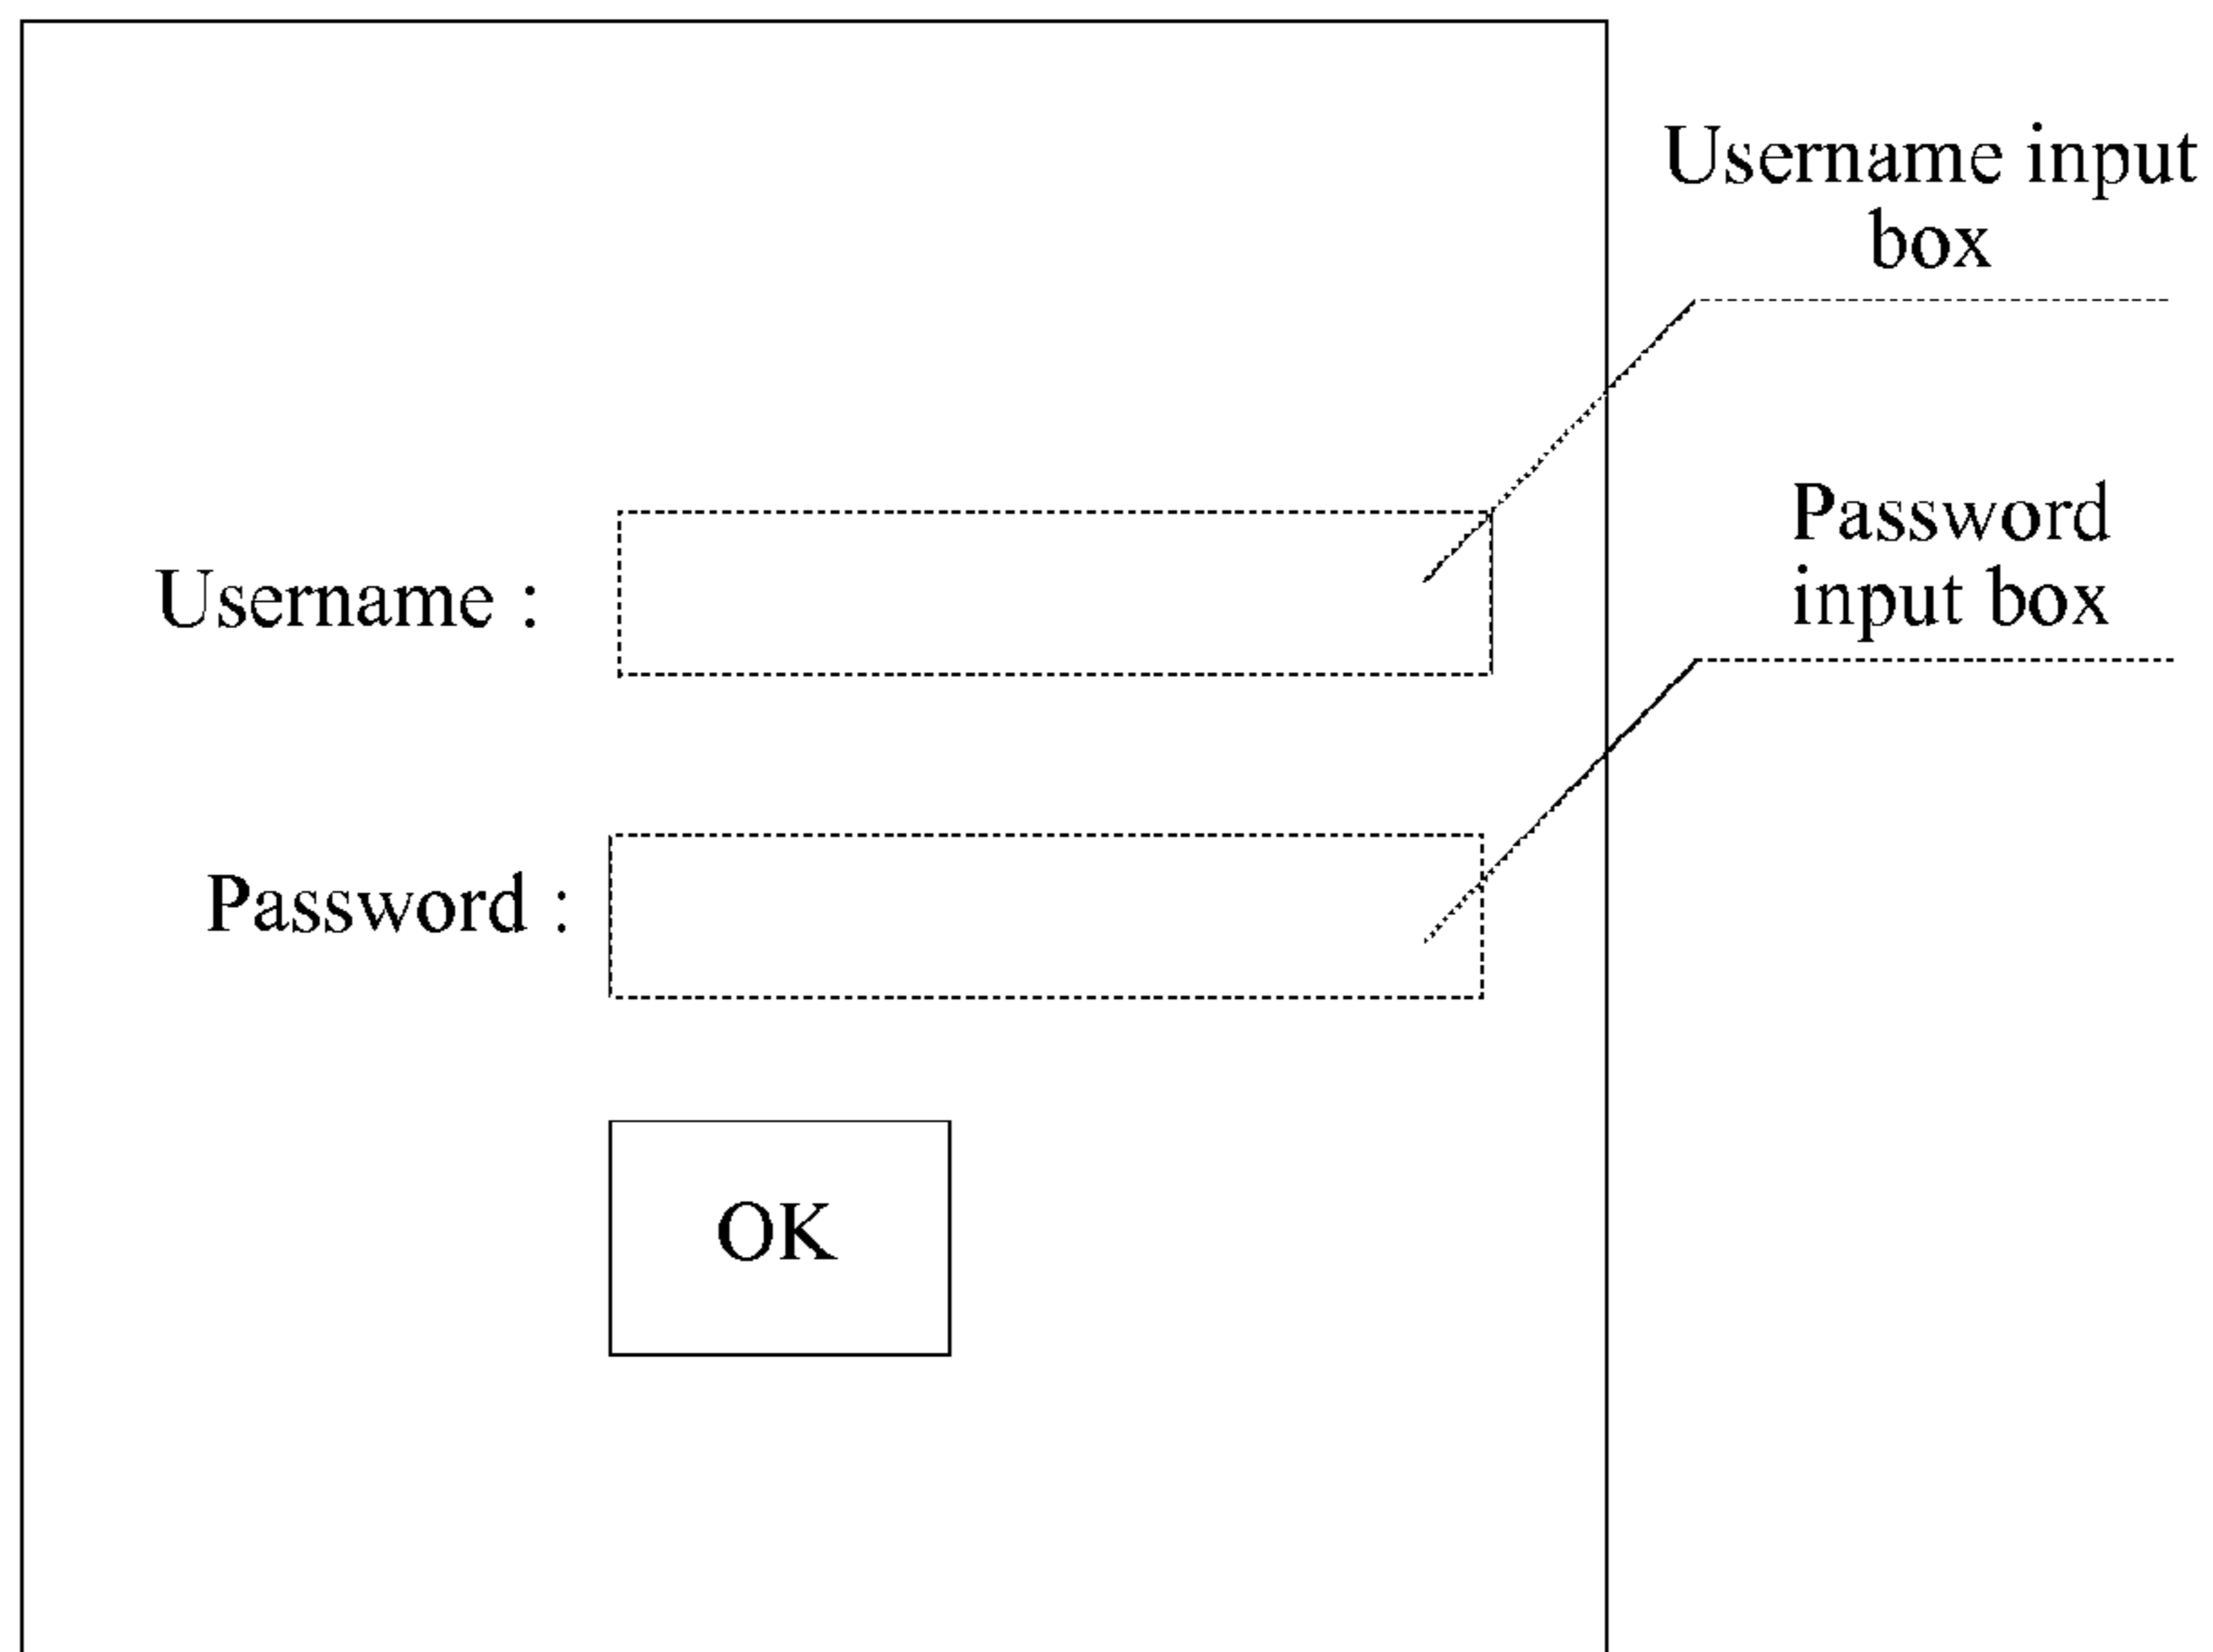 Username input
box
Password
input box
Username :
Password :
OK